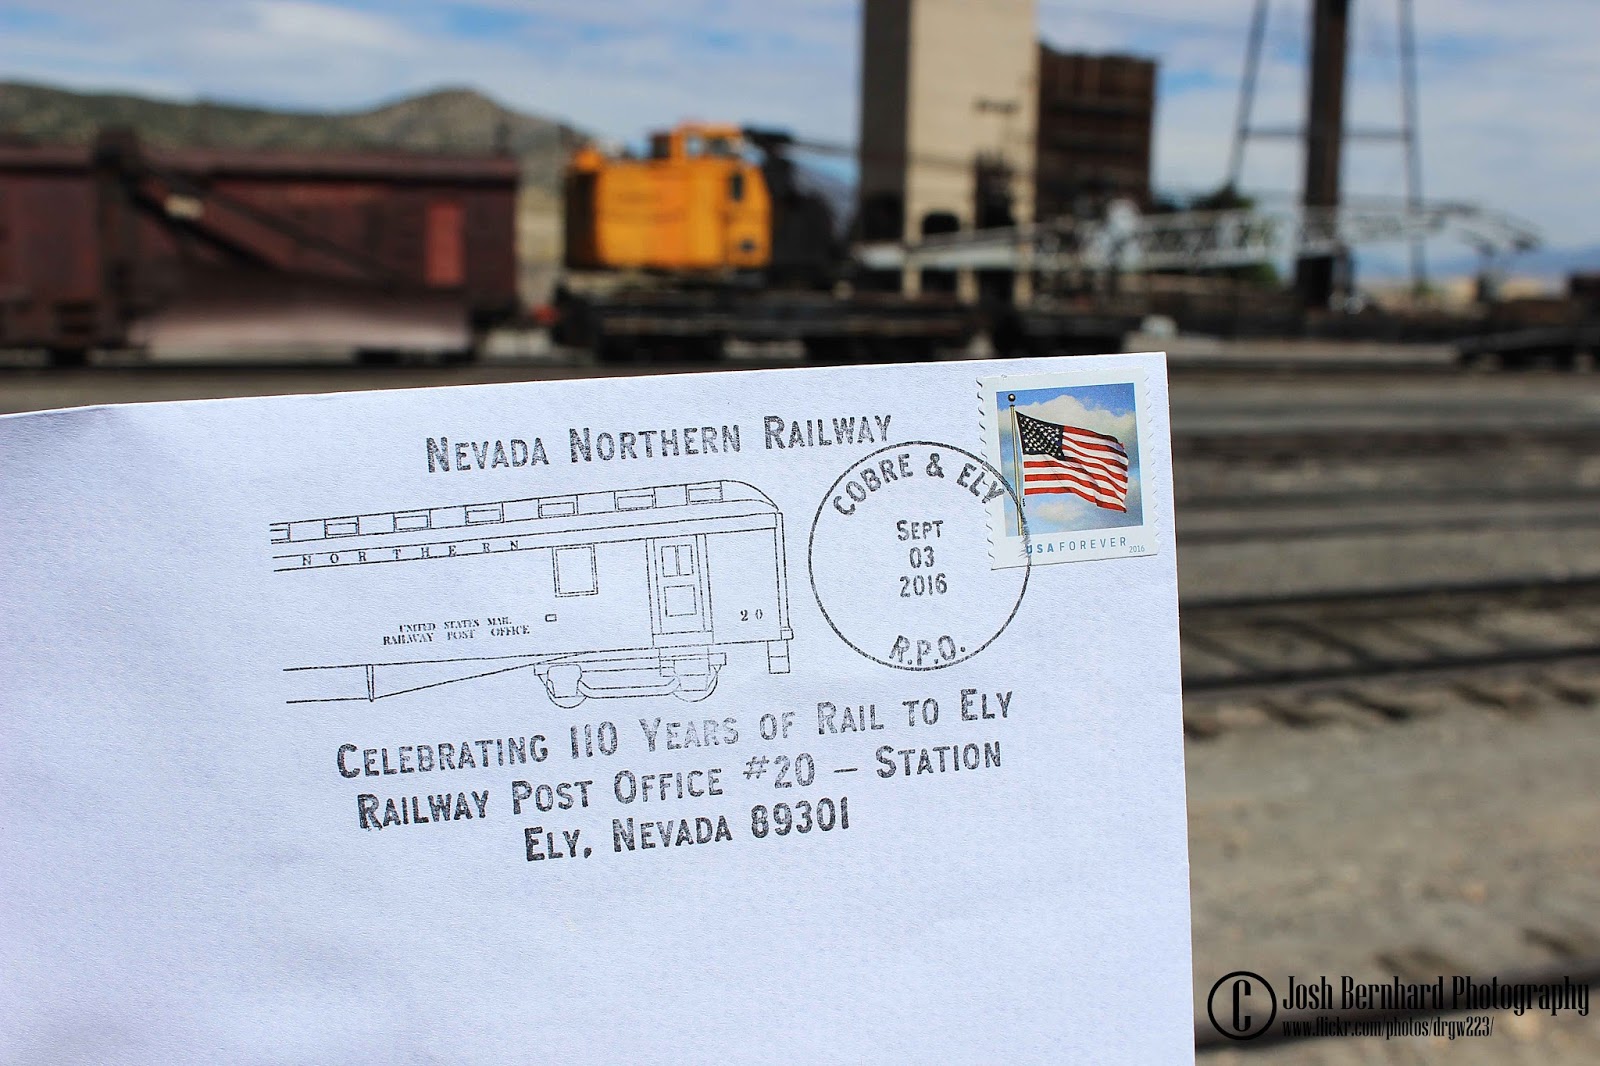 NEVADA NORTHERN RAILWAY
COBRE & ELY
SEPT
03
2016
R.P.O.
USA FOREVER 2016
NORTHERN
UNITED STATES MAIL
RAILWAY POST OFFICE
20
CELEBRATING 110 YEARS OF RAIL TO ELY
RAILWAY POST OFFICE #20 – STATION
ELY, NEVADA 89301
C Josh Bernhard Photography
www.flickr.com/photos/drgw223/